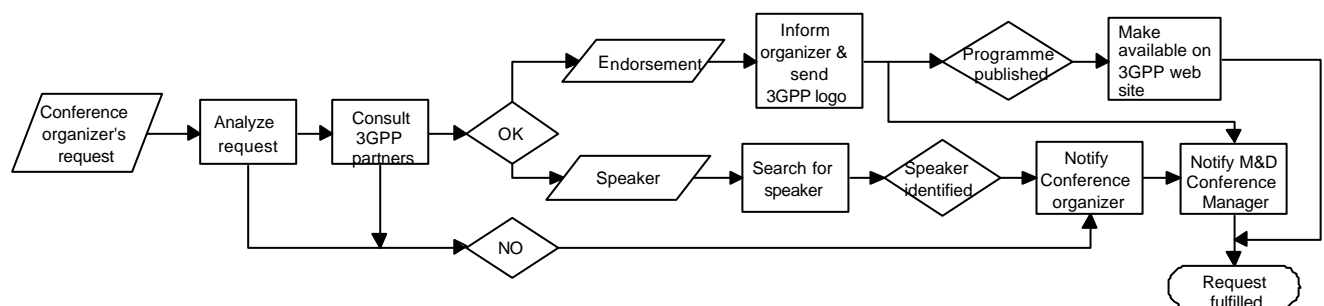 Conference
organizer's
request
Analyze
request
Consult
3GPP
partners
OK
Endorsement
Inform
organizer &
send
3GPP logo
Programme
published
Make
available on
3GPP web
site
Speaker
Search for
speaker
Speaker
identified
Notify
Conference
organizer
Notify M&D
Conference
Manager
NO
Request
fulfilled